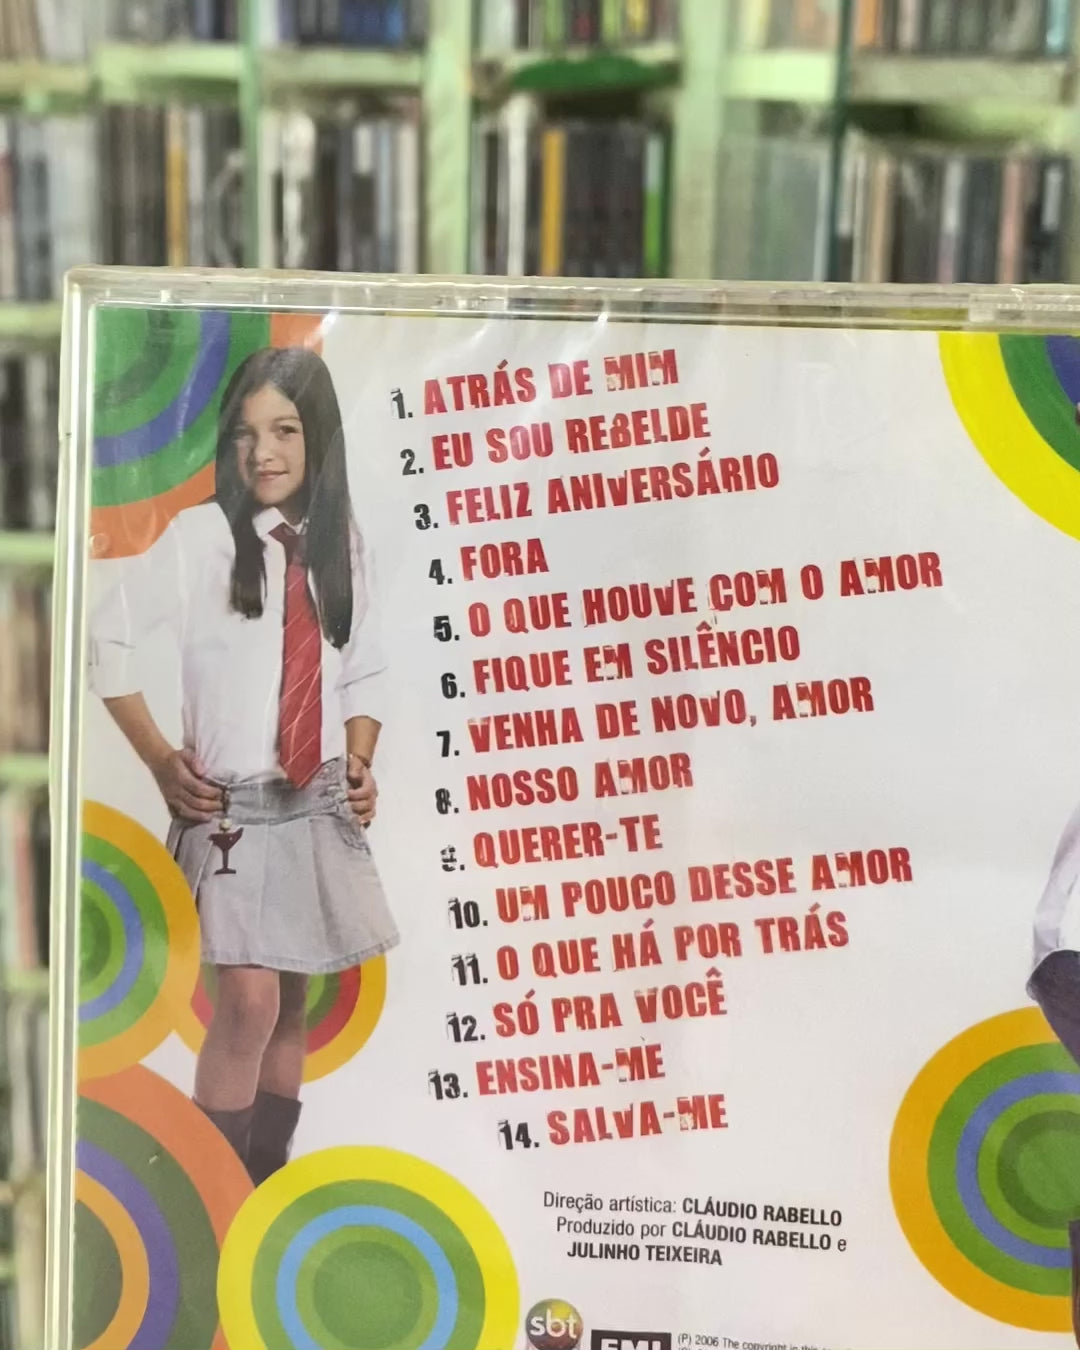 1. ATRÁS DE MIM
2. EU SOU REBELDE
3. FELIZ ANIVERSÁRIO
4. FORA
5. O QUE HOUVE COM O AMOR
6. FIQUE EM SILÊNCIO
7. VENHA DE NOVO, AMOR
8. NOSSO AMOR
9. QUERER-TE
10. UM POUCO DESSE AMOR
11. O QUE HÁ POR TRÁS
12. SÓ PRA VOCÊ
13. ENSINA-ME
14. SALVA-ME
Direção artística: CLÁUDIO RABELLO
Produzido por CLÁUDIO RABELLO e
JULINHO TEIXEIRA
sbt
EMI
(P) 2006 The copyright in this